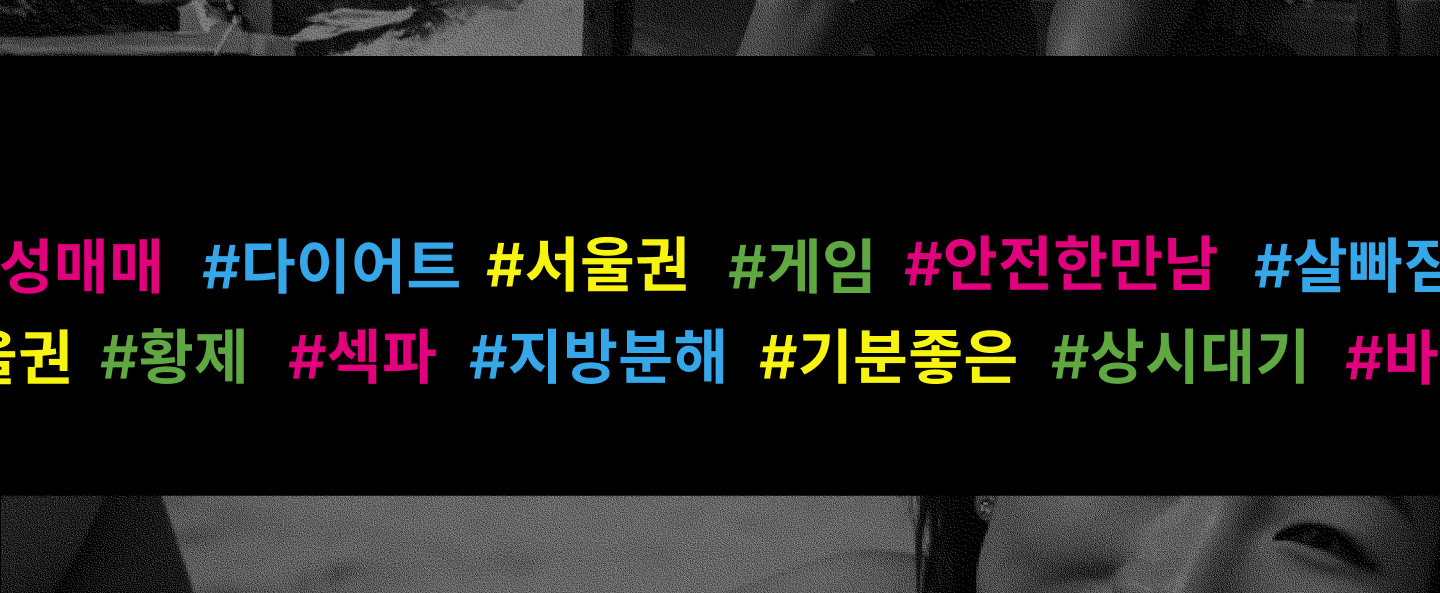 성매매 #다이어트 #서울권 #게임 #안전한만남 #살빠짐
울권 #황제 #섹파 #지방분해 #기분좋은 #상시대기 #바